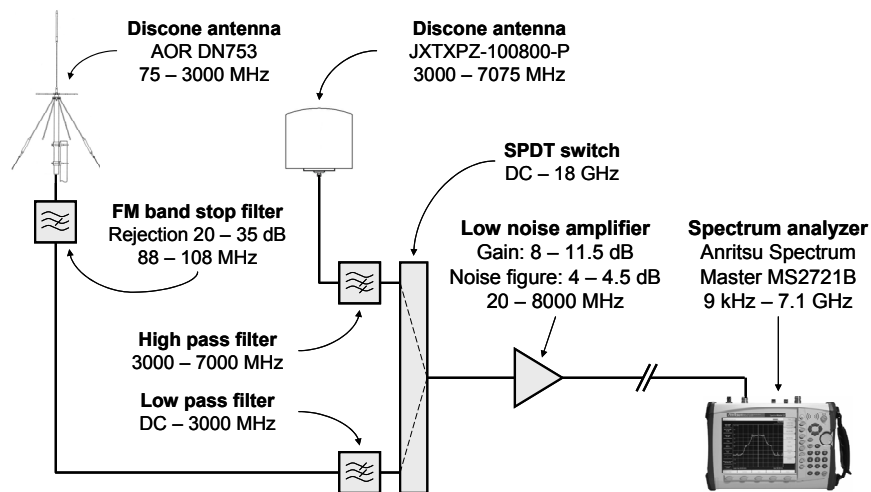 Discone antenna
AOR DN753
75 – 3000 MHz
Discone antenna
JXTXPZ-100800-P
3000 – 7075 MHz
SPDT switch
DC – 18 GHz
FM band stop filter
Rejection 20 – 35 dB
88 – 108 MHz
Low noise amplifier
Gain: 8 – 11.5 dB
Noise figure: 4 – 4.5 dB
20 – 8000 MHz
Spectrum analyzer
Anritsu Spectrum
Master MS2721B
9 kHz – 7.1 GHz
High pass filter
3000 – 7000 MHz
Low pass filter
DC – 3000 MHz